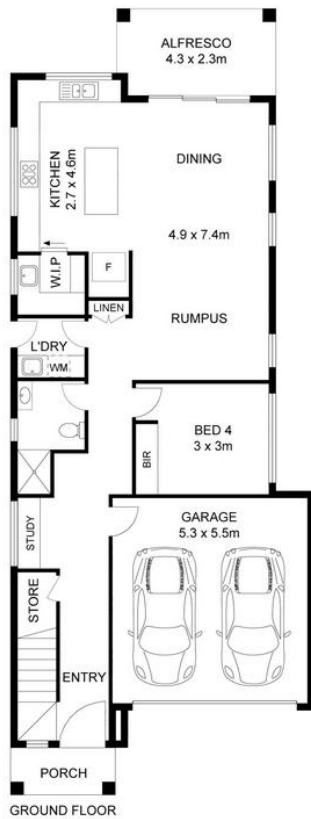 ALFRESCO
4.3 x 2.3m
KITCHEN
2.7 x 4.6m
DINING
4.9 x 7.4m
W.I.P
F
LINEN
RUMPUS
L'DRY
WM
BED 4
3 x 3m
BIR
STUDY
GARAGE
5.3 x 5.5m
STORE
ENTRY
PORCH
GROUND FLOOR